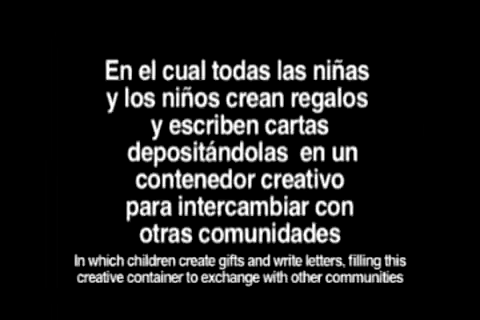 En el cual todas las niñas
y los niños crean regalos
y escriben cartas
depositándolas en un
contenedor creativo
para intercambiar con
otras comunidades
In which children create gifts and write letters, filling this
creative container to exchange with other communities